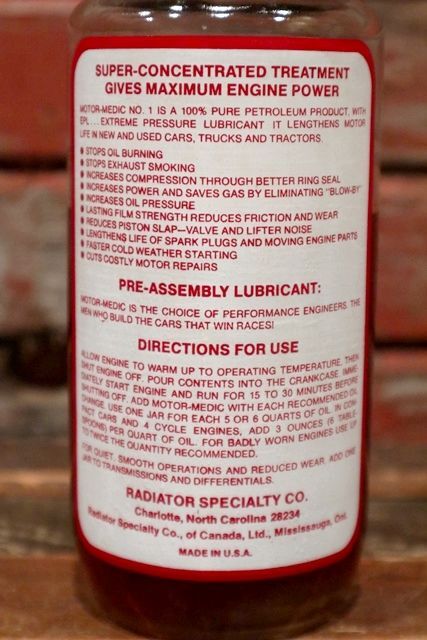 SUPER-CONCENTRATED TREATMENT
GIVES MAXIMUM ENGINE POWER
MOTOR-MEDIC NO. 1 IS A 100% PURE PETROLEUM PRODUCT, WITH
EPL...EXTREME PRESSURE LUBRICANT IT LENGTHENS MOTOR
LIFE IN NEW AND USED CARS, TRUCKS AND TRACTORS.
• STOPS OIL BURNING
• STOPS EXHAUST SMOKING
• INCREASES COMPRESSION THROUGH BETTER RING SEAL
• INCREASES POWER AND SAVES GAS BY ELIMINATING "BLOW-BY"
• INCREASES OIL PRESSURE
• LASTING FILM STRENGTH REDUCES FRICTION AND WEAR
• REDUCES PISTON SLAP—VALVE AND LIFTER NOISE
• LENGTHENS LIFE OF SPARK PLUGS AND MOVING ENGINE PARTS
• FASTER COLD WEATHER STARTING
• CUTS COSTLY MOTOR REPAIRS
PRE-ASSEMBLY LUBRICANT:
MOTOR-MEDIC IS THE CHOICE OF PERFORMANCE ENGINEERS THE
MEN WHO BUILD THE CARS THAT WIN RACES!
DIRECTIONS FOR USE
ALLOW ENGINE TO WARM UP TO OPERATING TEMPERATURE, THEN
SHUT ENGINE OFF. POUR CONTENTS INTO THE CRANKCASE IMME-
DIATELY START ENGINE AND RUN FOR 15 TO 30 MINUTES BEFORE
SHUTTING OFF. ADD MOTOR-MEDIC WITH EACH RECOMMENDED OIL
CHANGE. USE ONE JAR FOR EACH 5 OR 6 QUARTS OF OIL. IN COM-
PACT CARS AND 4 CYCLE ENGINES, ADD 3 OUNCES (6 TABLE-
SPOONS) PER QUART OF OIL. FOR BADLY WORN ENGINES USE UP
TO TWICE THE QUANTITY RECOMMENDED.
FOR QUIET, SMOOTH OPERATIONS AND REDUCED WEAR, ADD ONE
JAR TO TRANSMISSIONS AND DIFFERENTIALS.
RADIATOR SPECIALTY CO.
Charlotte, North Carolina 28234
Radiator Specialty Co., of Canada, Ltd., Mississauga, Ont.
MADE IN U.S.A.